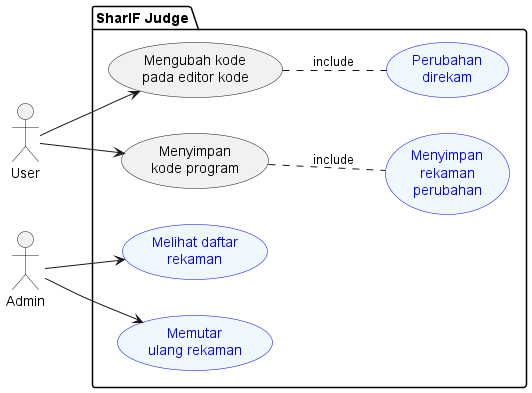 SharIF Judge
Mengubah kode
pada editor kode
include
Perubahan
direkam
User
Menyimpan
kode program
include
Menyimpan
rekaman
perubahan
Admin
Melihat daftar
rekaman
Memutar
ulang rekaman